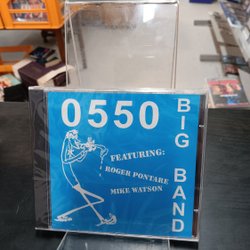 0550
BIG BAND
FEATURING:
ROGER PONTARE
MIKE WATSON